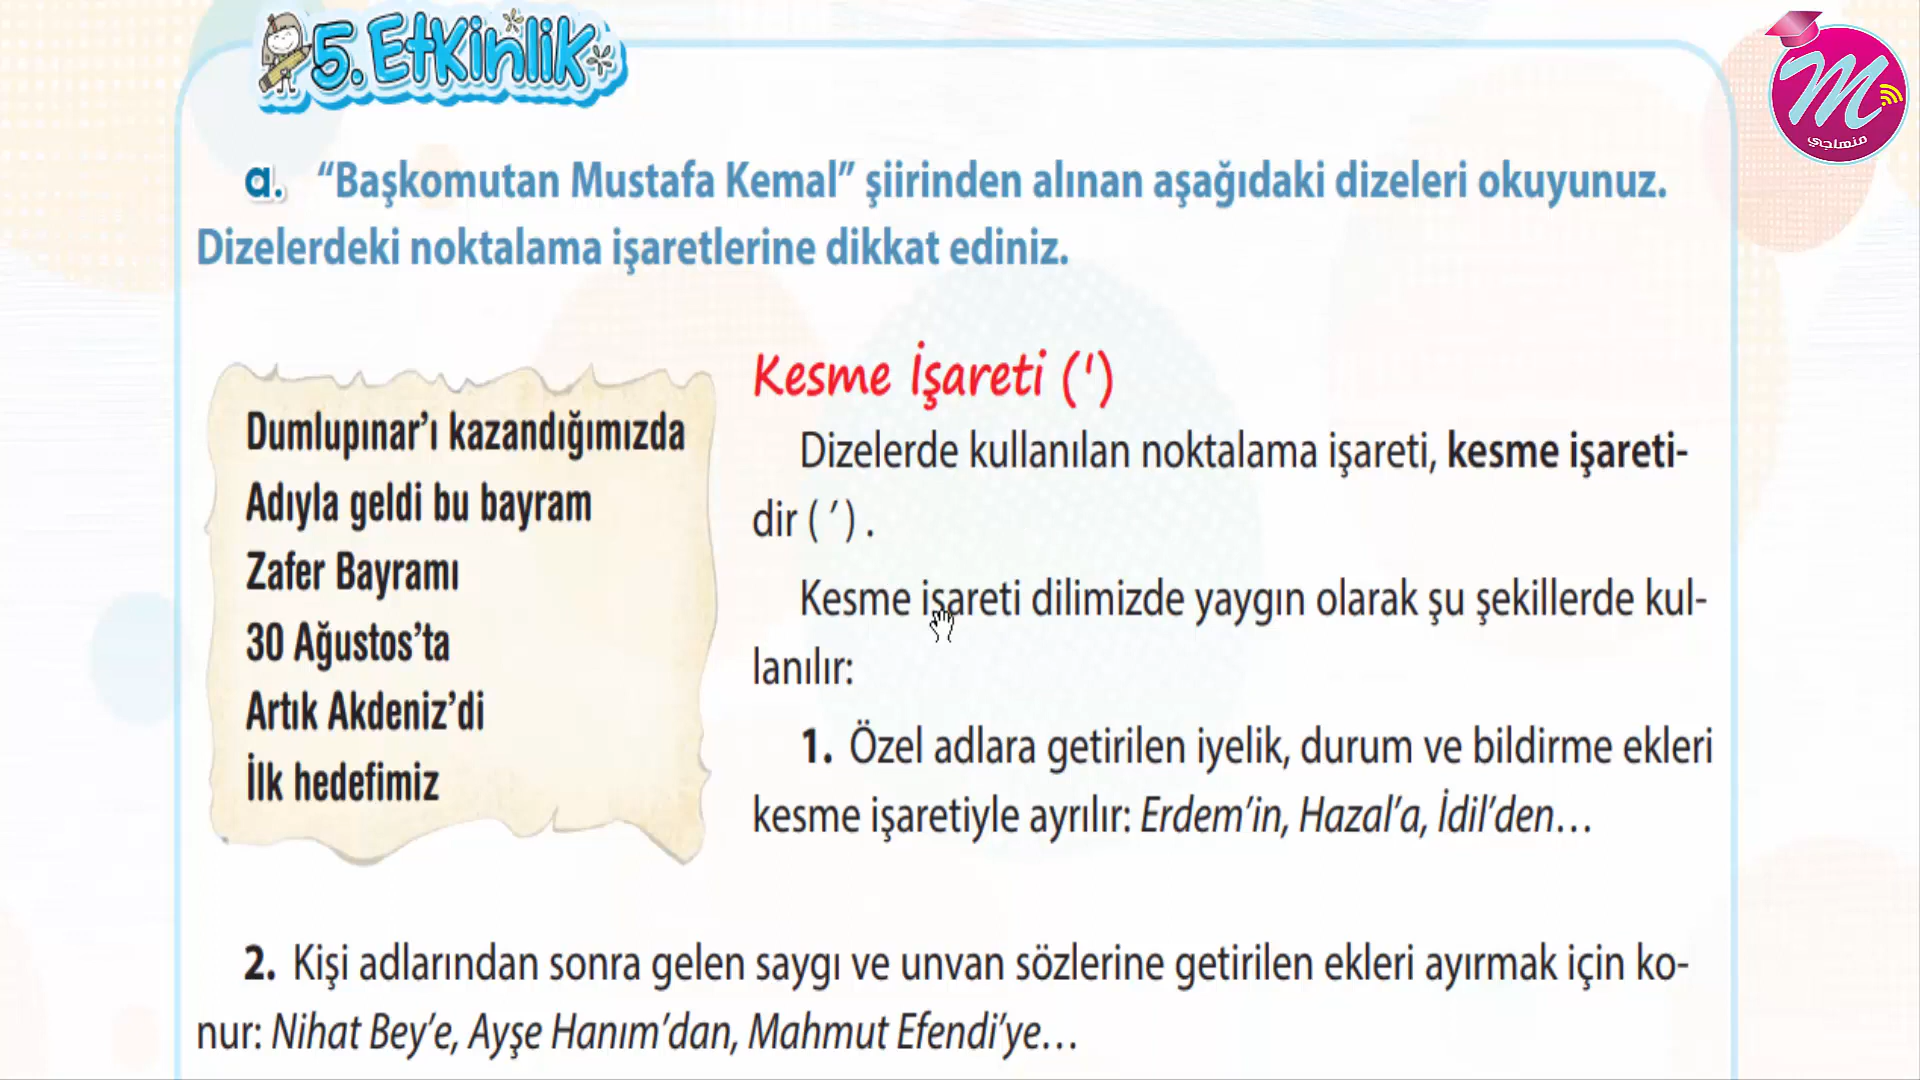 5. Etkinlik
منهاجي
a. “Başkomutan Mustafa Kemal” şiirinden alınan aşağıdaki dizeleri okuyunuz.
Dizelerdeki noktalama işaretlerine dikkat ediniz.
Dumlupınar’ı kazandığımızda
Adıyla geldi bu bayram
Zafer Bayramı
30 Ağustos’ta
Artık Akdeniz’di
İlk hedefimiz
Kesme İşareti (')
Dizelerde kullanılan noktalama işareti, kesme işareti-
dir ( ’ ) .
Kesme işareti dilimizde yaygın olarak şu şekillerde kul-
lanılır:
1. Özel adlara getirilen iyelik, durum ve bildirme ekleri
kesme işaretiyle ayrılır: Erdem’in, Hazal’a, İdil’den…
2. Kişi adlarından sonra gelen saygı ve unvan sözlerine getirilen ekleri ayırmak için ko-
nur: Nihat Bey’e, Ayşe Hanım’dan, Mahmut Efendi’ye…